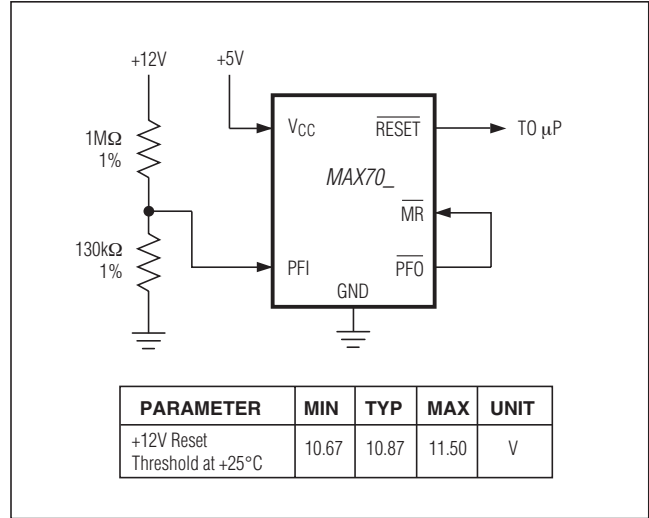 +12V
+5V
1MΩ
1%
130kΩ
1%
VCC
RESET
TO μP
MAX70_
MR
PFI
PFO
GND
PARAMETER MIN TYP MAX UNIT
+12V Reset
Threshold at +25°C 10.67 10.87 11.50 V